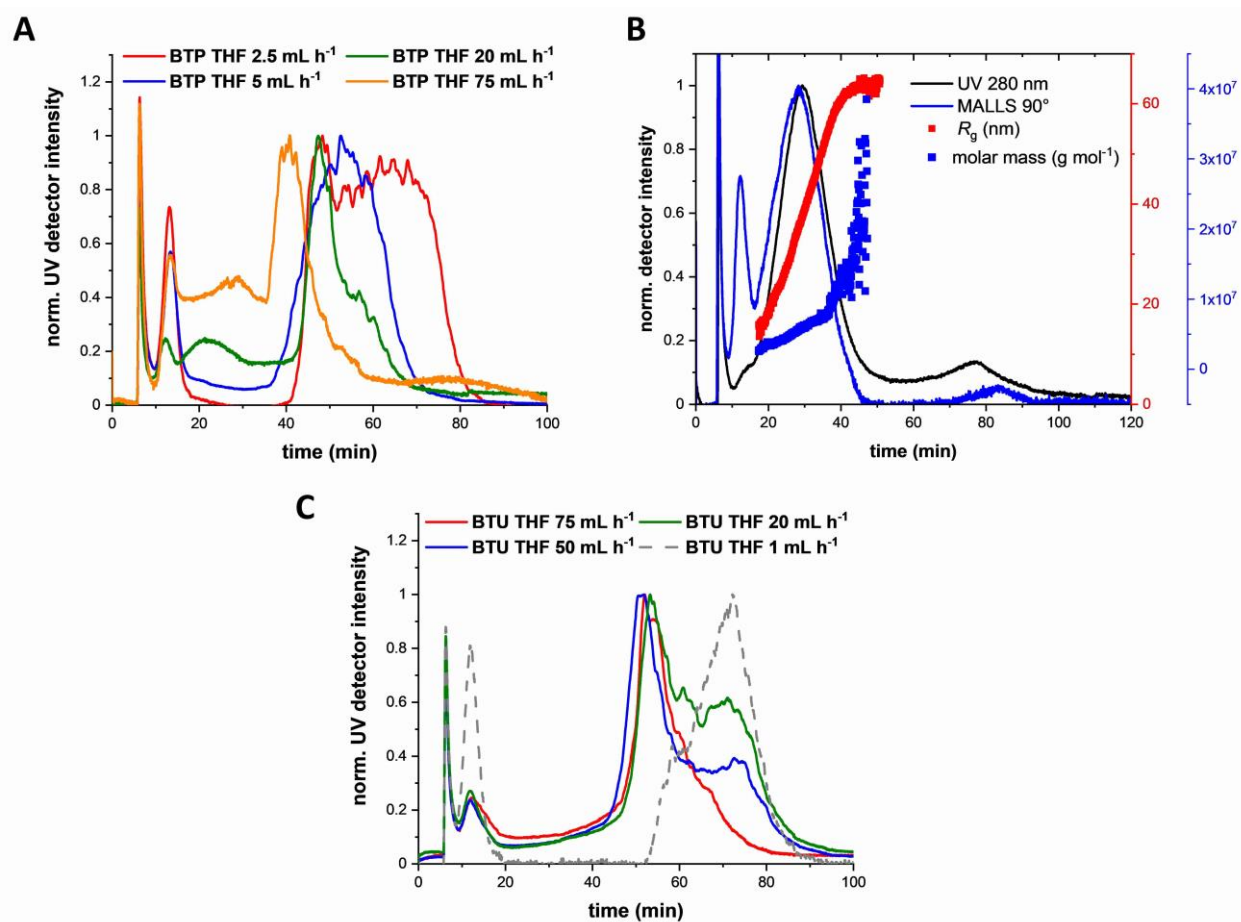 A
BTP THF 2.5 mL h⁻¹ BTP THF 20 mL h⁻¹
BTP THF 5 mL h⁻¹ BTP THF 75 mL h⁻¹
norm. UV detector intensity
1.2
1
0.8
0.6
0.4
0.2
0
0 20 40 60 80 100
time (min)
B
UV 280 nm
MALLS 90°
Rg (nm)
molar mass (g mol⁻¹)
norm. detector intensity
1
0.8
0.6
0.4
0.2
0
0 20 40 60 80 100 120
time (min)
60
40
20
0
4x10⁷
2x10⁷
1x10⁷
0
C
BTU THF 75 mL h⁻¹ BTU THF 20 mL h⁻¹
BTU THF 50 mL h⁻¹ BTU THF 1 mL h⁻¹
norm. UV detector intensity
1.2
1
0.8
0.6
0.4
0.2
0
0 20 40 60 80 100
time (min)